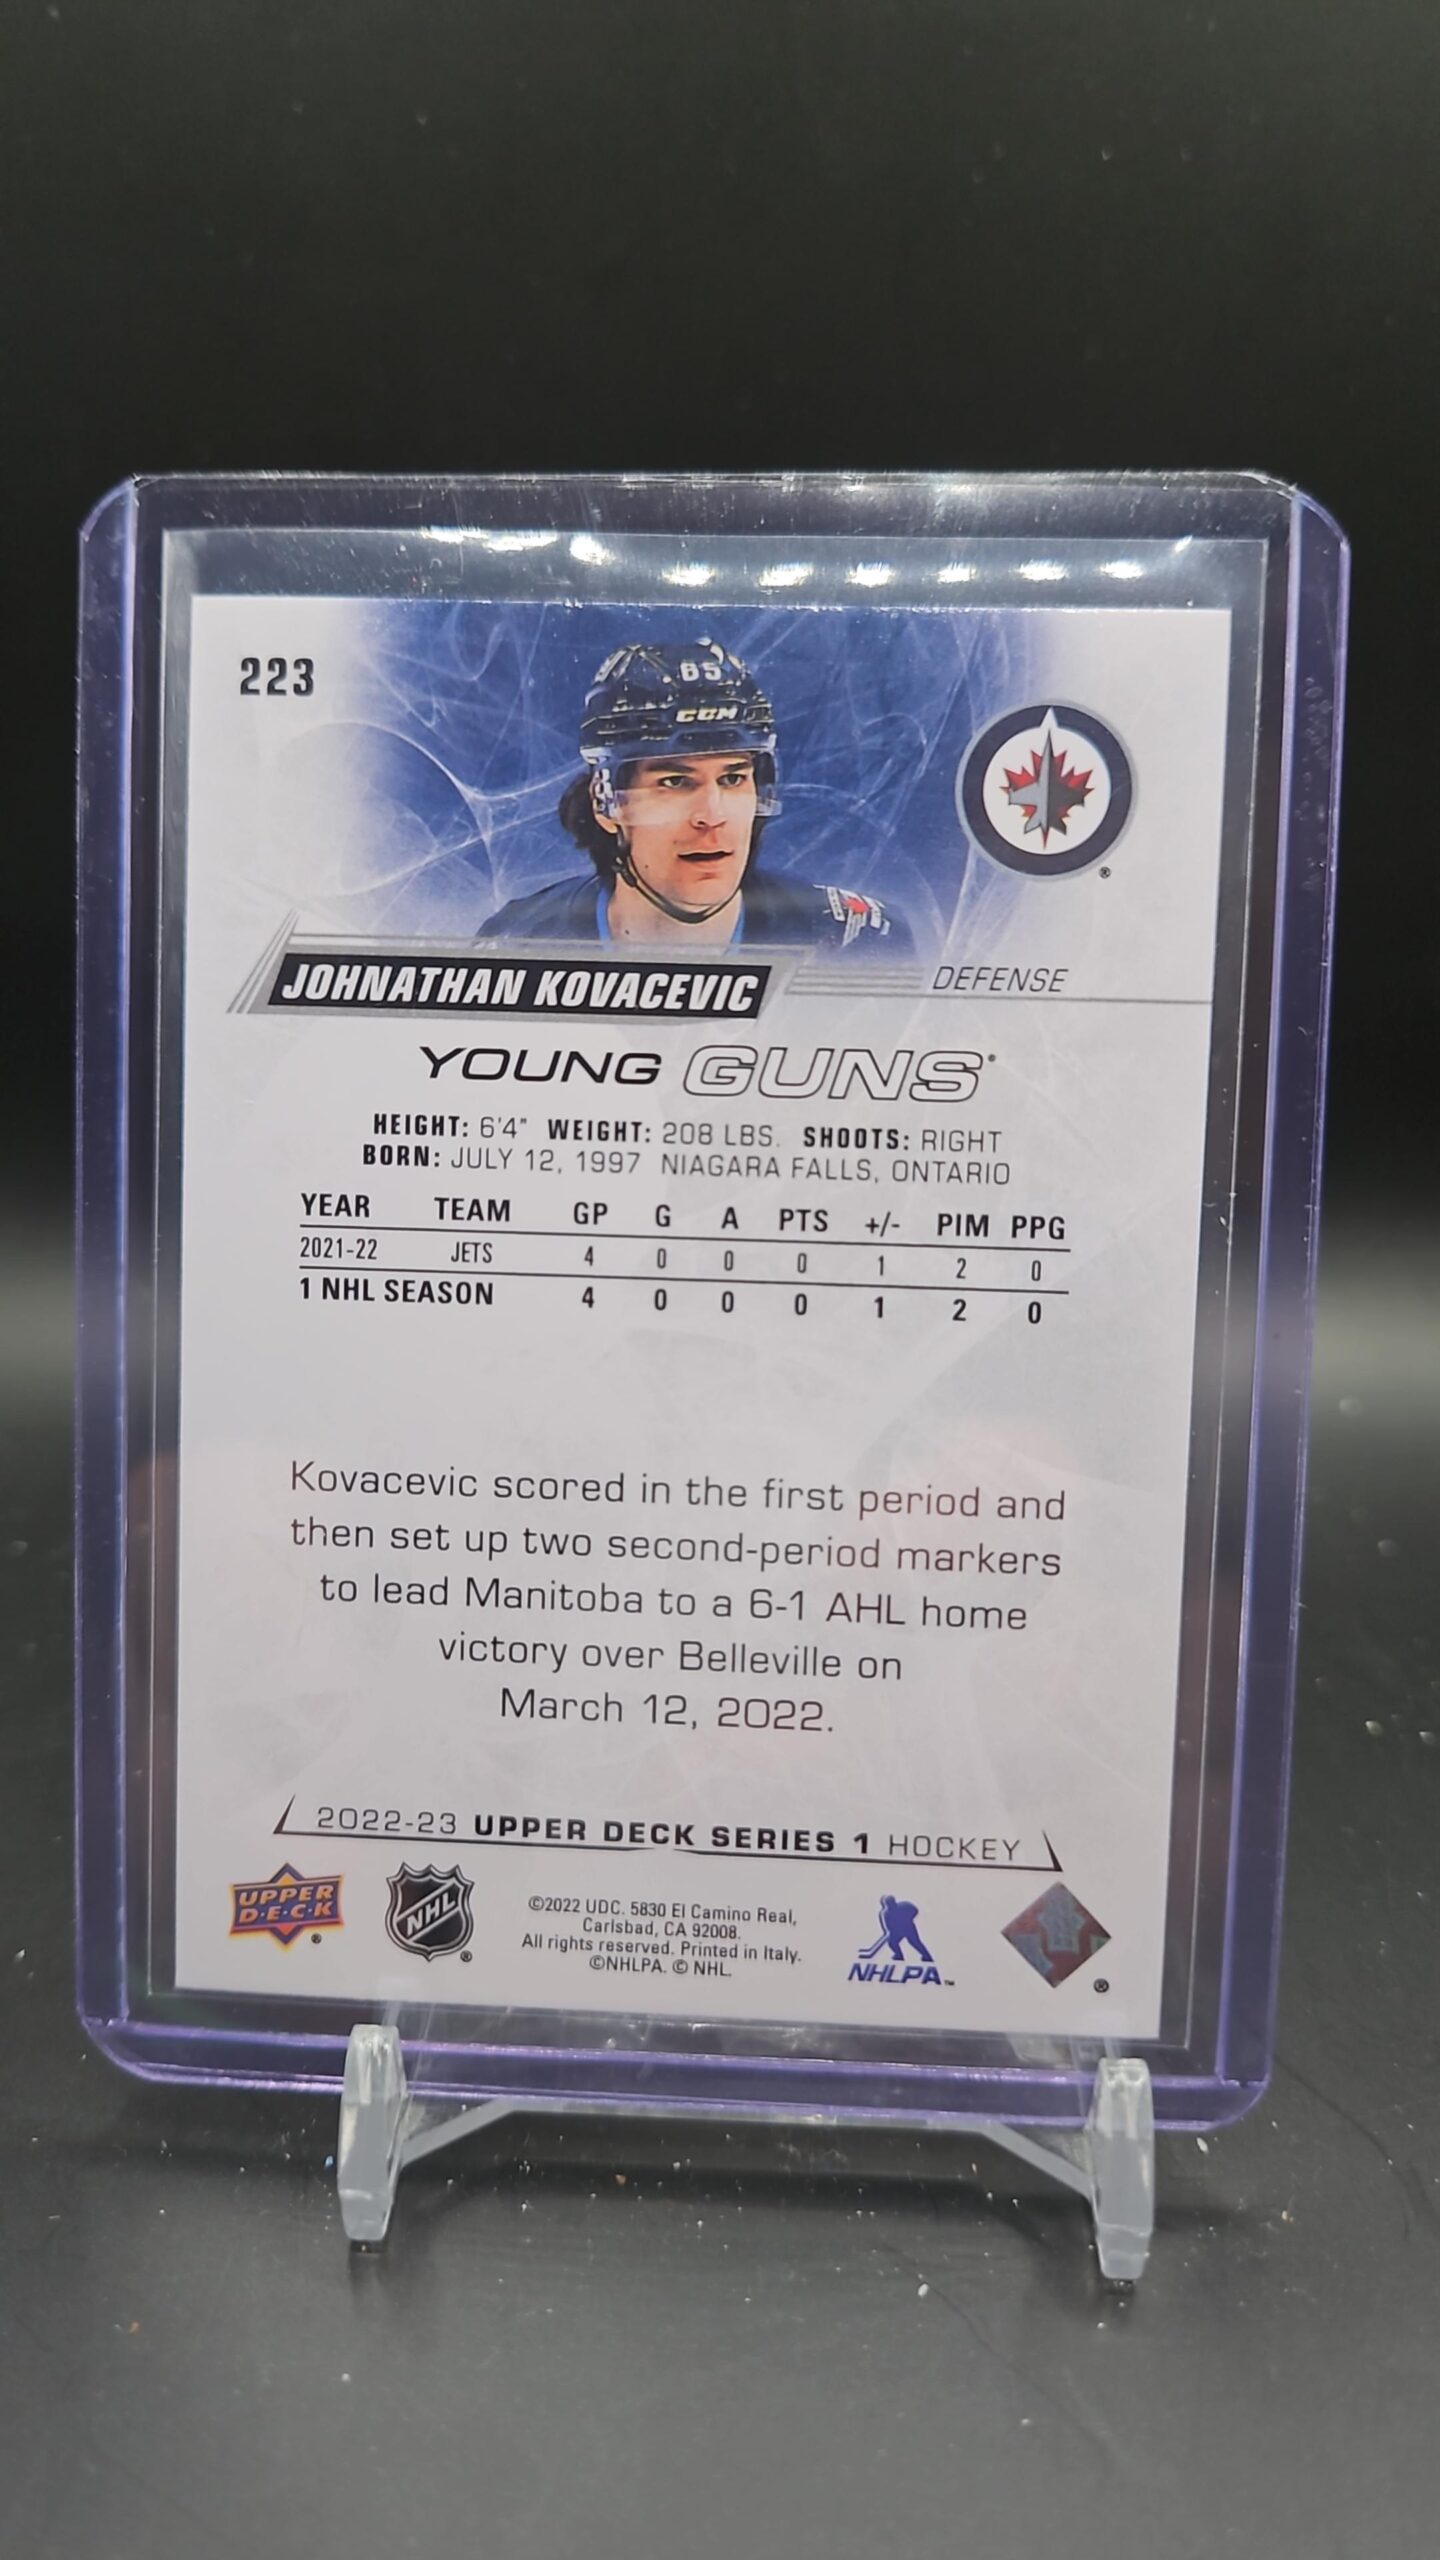 223
65
CCM
JOHNATHAN KOVACEVIC
DEFENSE
YOUNG GUNS
HEIGHT: 6'4" WEIGHT: 208 LBS. SHOOTS: RIGHT
BORN: JULY 12, 1997 NIAGARA FALLS, ONTARIO
YEAR TEAM GP G A PTS +/- PIM PPG
2021-22 JETS 4 0 0 0 1 2 0
1 NHL SEASON 4 0 0 0 1 2 0
Kovacevic scored in the first period and
then set up two second-period markers
to lead Manitoba to a 6-1 AHL home
victory over Belleville on
March 12, 2022.
2022-23 UPPER DECK SERIES 1 HOCKEY
UPPER
D·E·C·K
®
NHL
®
©2022 UDC. 5830 El Camino Real,
Carlsbad, CA 92008.
All rights reserved. Printed in Italy.
©NHLPA. © NHL.
NHLPA™
®